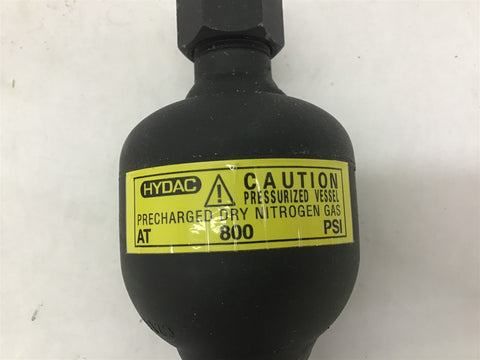 HYDAC
CAUTION
PRESSURIZED VESSEL
PRECHARGED DRY NITROGEN GAS
AT 800 PSI